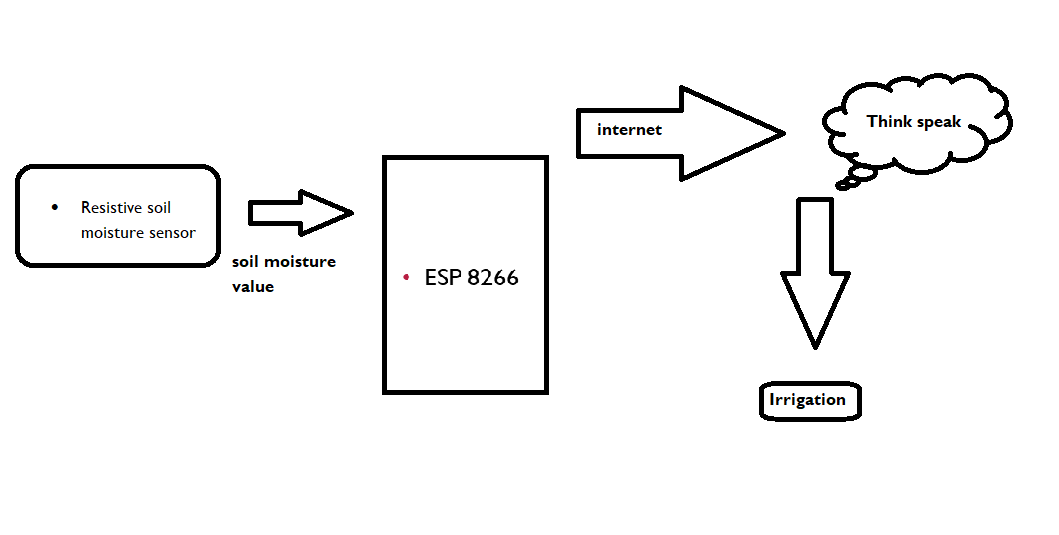 Resistive soil
moisture sensor
soil moisture
value
ESP 8266
internet
Think speak
Irrigation